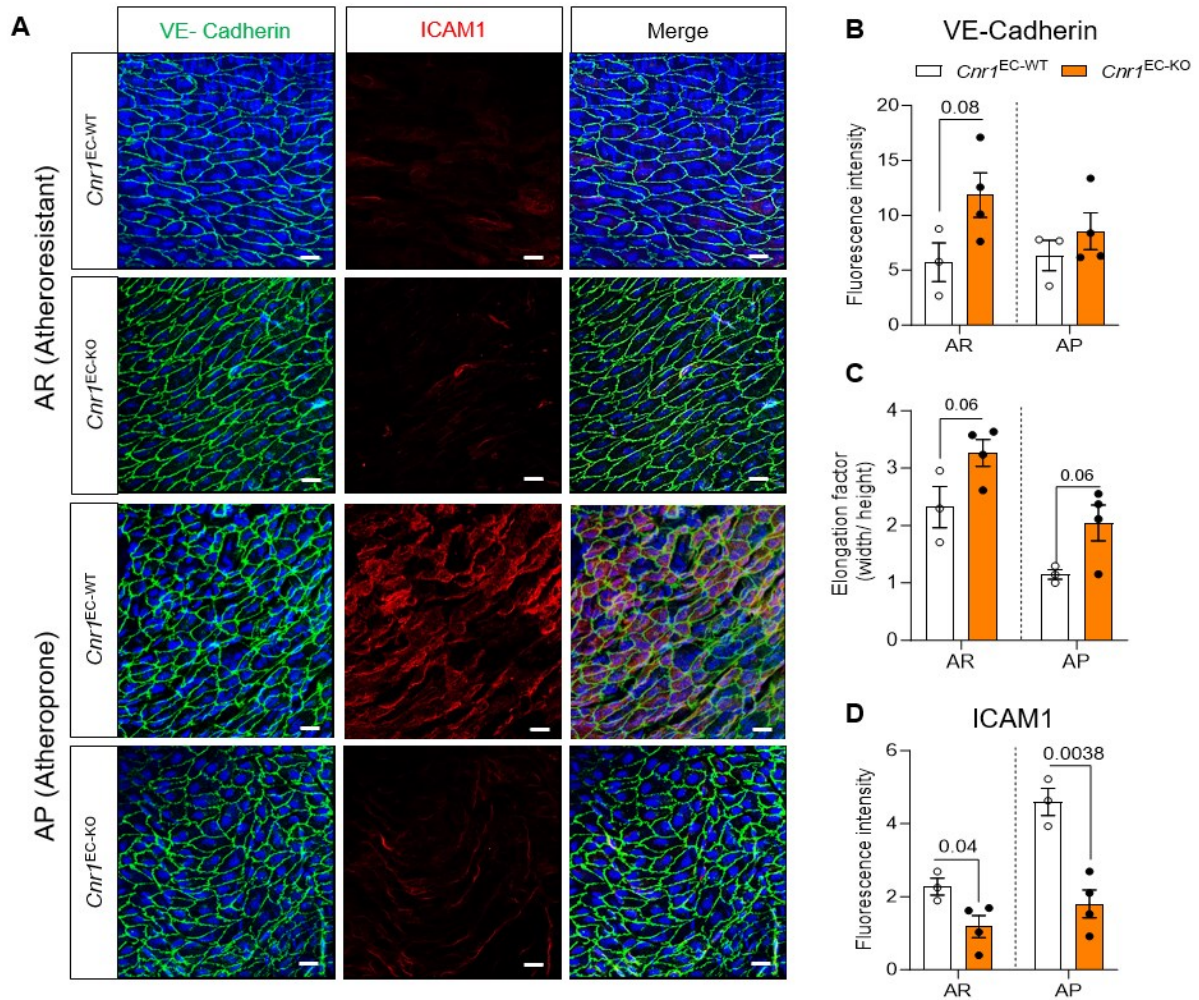 A
VE- Cadherin
ICAM1
Merge
AR (Atheroresistant)
Cnr1EC-WT
Cnr1EC-KO
AP (Atheroprone)
Cnr1EC-WT
Cnr1EC-KO
B
VE-Cadherin
Cnr1EC-WT
Cnr1EC-KO
Fluorescence intensity
20
15
10
5
0
0.08
AR
AP
C
Elongation factor
(width/ height)
4
3
2
1
0
0.06
0.06
AR
AP
D
ICAM1
Fluorescence intensity
6
4
2
0
0.04
0.0038
AR
AP